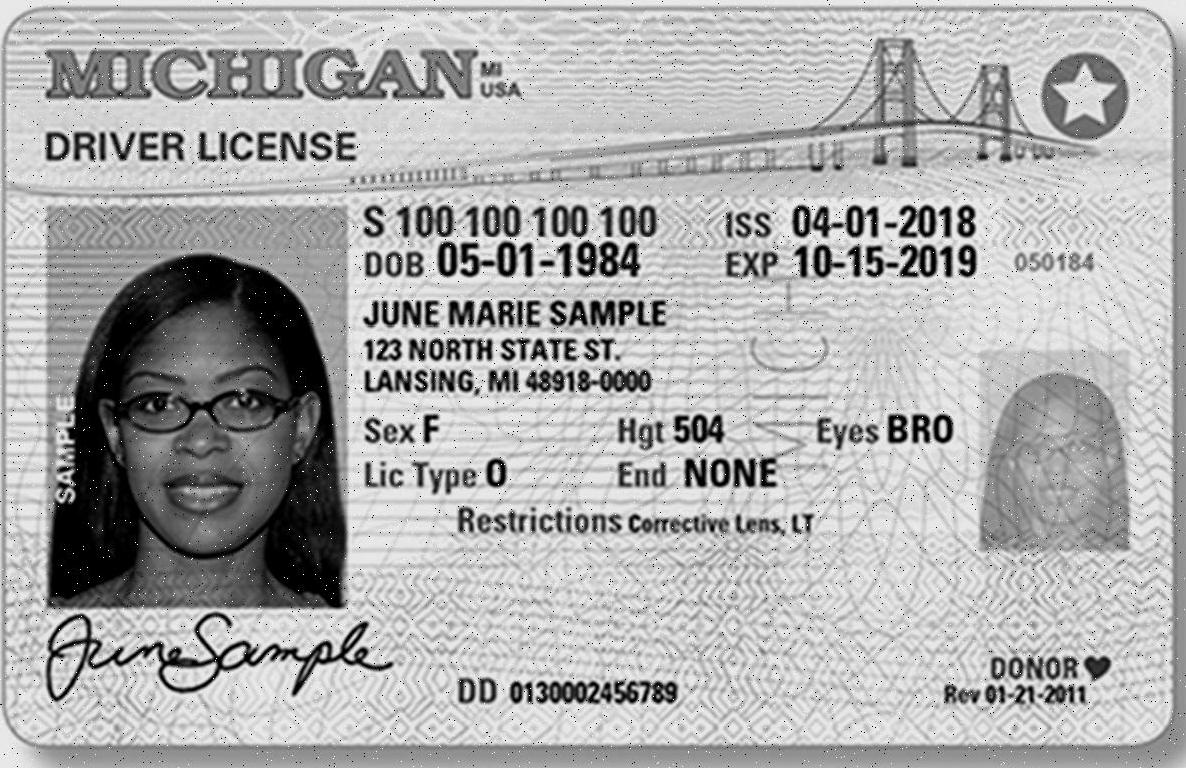 MICHIGAN MI USA
DRIVER LICENSE
S 100 100 100 100 ISS 04-01-2018
DOB 05-01-1984 EXP 10-15-2019 050184
JUNE MARIE SAMPLE
123 NORTH STATE ST.
LANSING, MI 48918-0000
Sex F Hgt 504 Eyes BRO
Lic Type O End NONE
Restrictions Corrective Lens, LT
SAMPLE
June Sample
DONOR
DD 0130002456789 Rev 01-21-2011